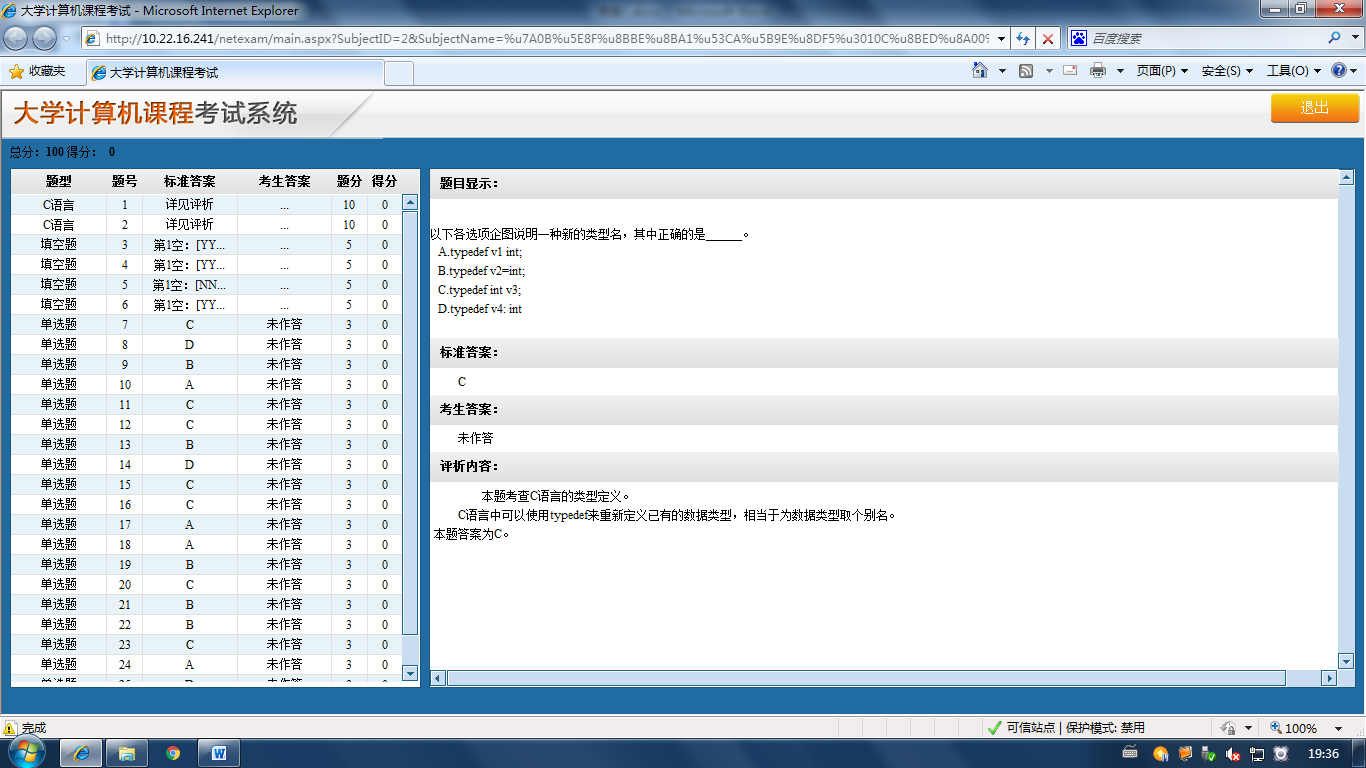 大学计算机课程考试 - Microsoft Internet Explorer
http://10.22.16.241/netexam/main.aspx?SubjectID=2&SubjectName=%u7A0B%u5E8F%u8BBE%u8BA1%u53CA%u5B9E%u8DF5%u3010C%u8BED%u8A00%
百度搜索
收藏夹
大学计算机课程考试
页面(P) 安全(S) 工具(O)
大学计算机课程考试系统
退出
总分: 100 得分: 0
题型 题号 标准答案 考生答案 题分 得分
C语言 1 详见评析 ... 10 0
C语言 2 详见评析 ... 10 0
填空题 3 第1空: [YY... ... 5 0
填空题 4 第1空: [YY... ... 5 0
填空题 5 第1空: [NN... ... 5 0
填空题 6 第1空: [YY... ... 5 0
单选题 7 C 未作答 3 0
单选题 8 D 未作答 3 0
单选题 9 B 未作答 3 0
单选题 10 A 未作答 3 0
单选题 11 C 未作答 3 0
单选题 12 C 未作答 3 0
单选题 13 B 未作答 3 0
单选题 14 D 未作答 3 0
单选题 15 C 未作答 3 0
单选题 16 C 未作答 3 0
单选题 17 A 未作答 3 0
单选题 18 A 未作答 3 0
单选题 19 B 未作答 3 0
单选题 20 C 未作答 3 0
单选题 21 B 未作答 3 0
单选题 22 B 未作答 3 0
单选题 23 C 未作答 3 0
单选题 24 A 未作答 3 0
题目显示:
以下各选项企图说明一种新的类型名，其中正确的是______。
A.typedef v1 int;
B.typedef v2=int;
C.typedef int v3;
D.typedef v4: int
标准答案:
C
考生答案:
未作答
评析内容:
本题考查C语言的类型定义。
C语言中可以使用typedef来重新定义已有的数据类型，相当于为数据类型取个别名。
本题答案为C。
完成
可信站点 | 保护模式: 禁用
100%
19:36